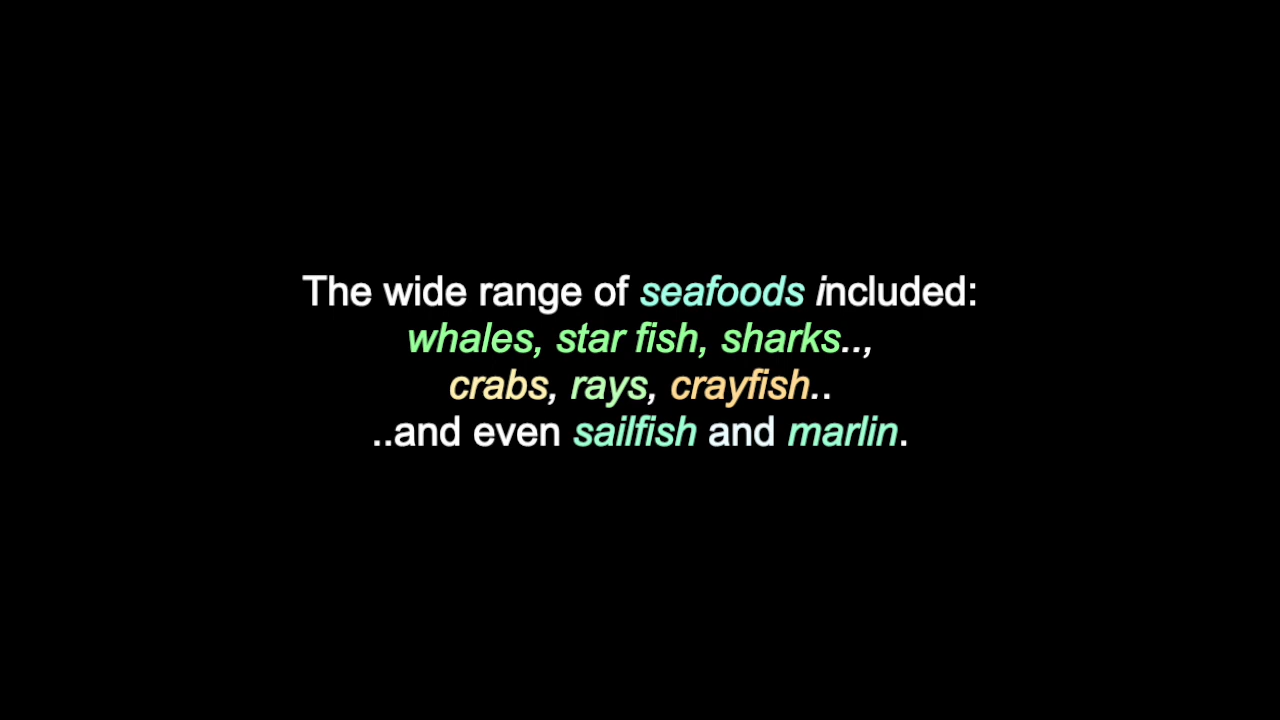 The wide range of seafoods included:
whales, star fish, sharks..,
crabs, rays, crayfish..
..and even sailfish and marlin.